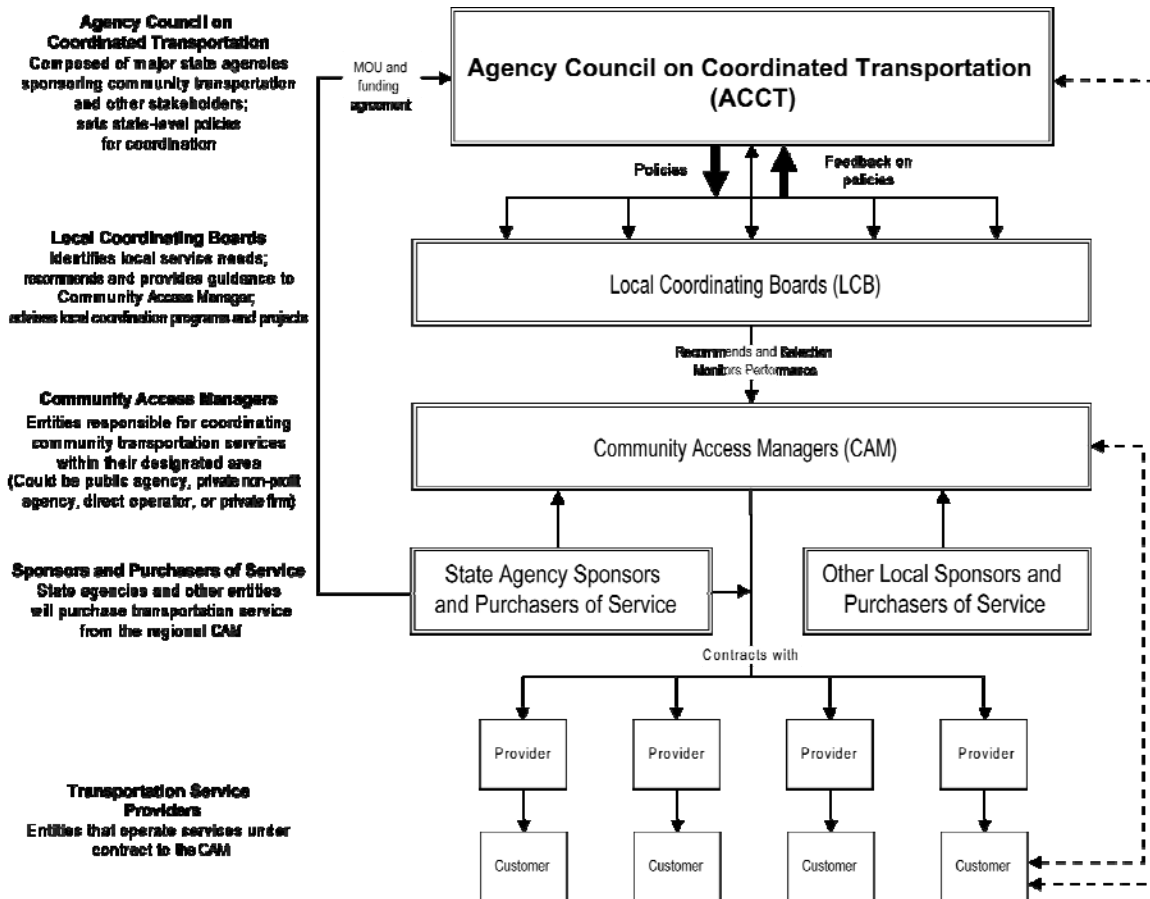 Agency Council on
Coordinated Transportation
Composed of major state agencies
sponsoring community transportation
and other stakeholders;
sets state-level policies
for coordination
MOU and
funding
agreement
Agency Council on Coordinated Transportation
(ACCT)
Policies
Feedback on
policies
Local Coordinating Boards
Identifies local service needs;
recommends and provides guidance to
Community Access Manager;
advises local coordination programs and projects
Local Coordinating Boards (LCB)
Recommends and Selection
Monitors Performance
Community Access Managers
Entities responsible for coordinating
community transportation services
within their designated area
(Could be public agency, private non-profit
agency, direct operator, or private firm)
Community Access Managers (CAM)
Sponsors and Purchasers of Service
State agencies and other entities
will purchase transportation service
from the regional CAM
State Agency Sponsors
and Purchasers of Service
Other Local Sponsors and
Purchasers of Service
Contracts with
Provider
Provider
Provider
Provider
Transportation Service
Providers
Entities that operate services under
contract to the CAM
Customer
Customer
Customer
Customer